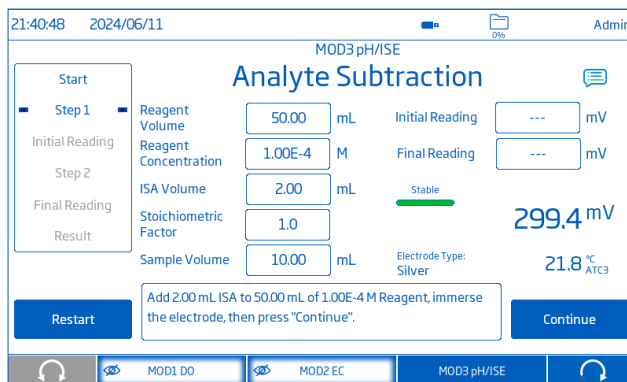 21:40:48 2024/06/11
0%
Admin
MOD3 pH/ISE
Analyte Subtraction
Start
Step 1
Initial Reading
Step 2
Final Reading
Result
Reagent
Volume
50.00 mL
Reagent
Concentration
1.00E-4 M
ISA Volume
2.00 mL
Stoichiometric
Factor
1.0
Sample Volume
10.00 mL
Initial Reading --- mV
Final Reading --- mV
Stable
299.4 mV
Electrode Type:
Silver
21.8 °C
ATC3
Add 2.00 mL ISA to 50.00 mL of 1.00E-4 M Reagent, immerse
the electrode, then press "Continue".
Restart
Continue
MOD1 DO
MOD2 EC
MOD3 pH/ISE